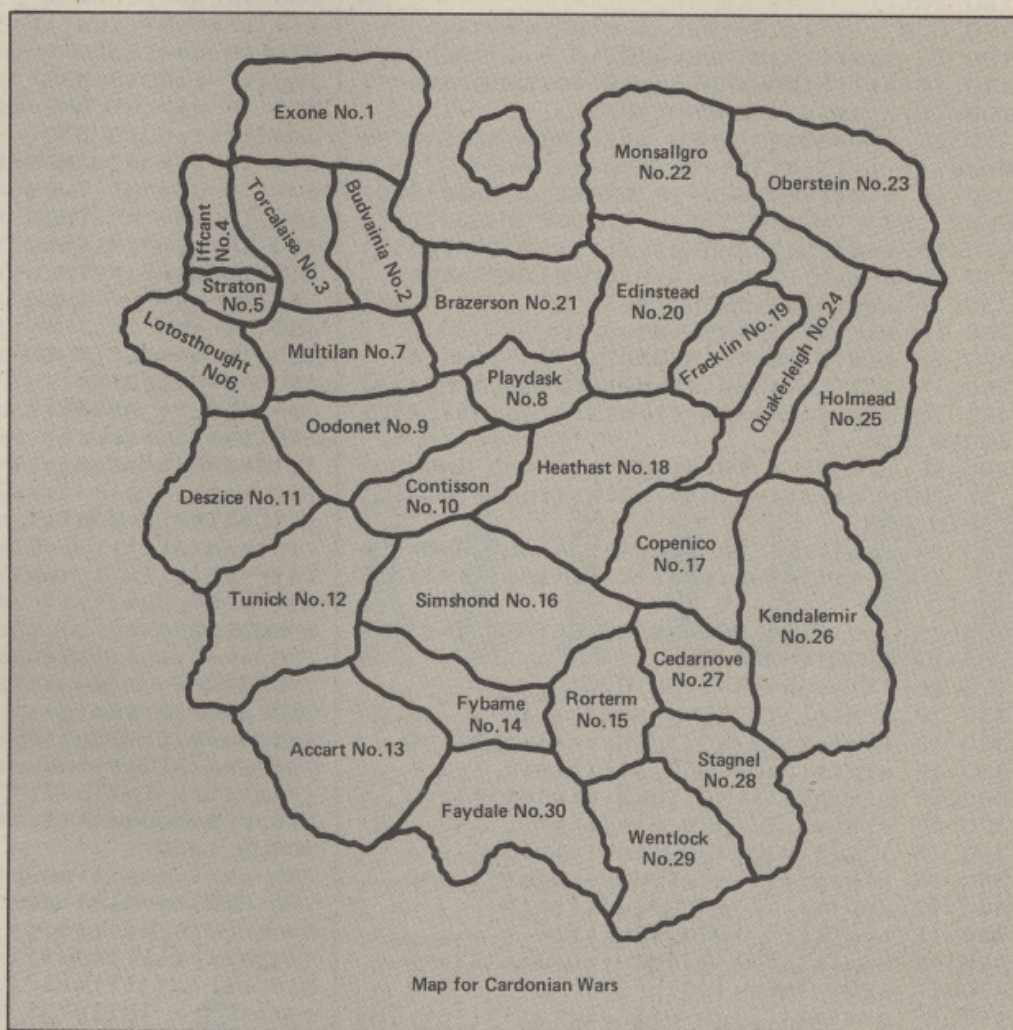 Exone No.1
Monsallgro
No.22
Oberstein No.23
Iffcant
No.4
Torcalaise No.3
Budvainia No.2
Straton
No.5
Brazerson No.21
Edinstead
No.20
Fracklin No.19
Quakerleigh No.24
Lotosthought
No6.
Multilan No.7
Playdask
No.8
Holmead
No.25
Oodonet No.9
Heathast No.18
Deszice No.11
Contisson
No.10
Copenico
No.17
Tunick No.12
Simshond No.16
Kendalemir
No.26
Cedarnove
No.27
Fybame
No.14
Rorterm
No.15
Accart No.13
Stagnel
No.28
Faydale No.30
Wentlock
No.29
Map for Cardonian Wars